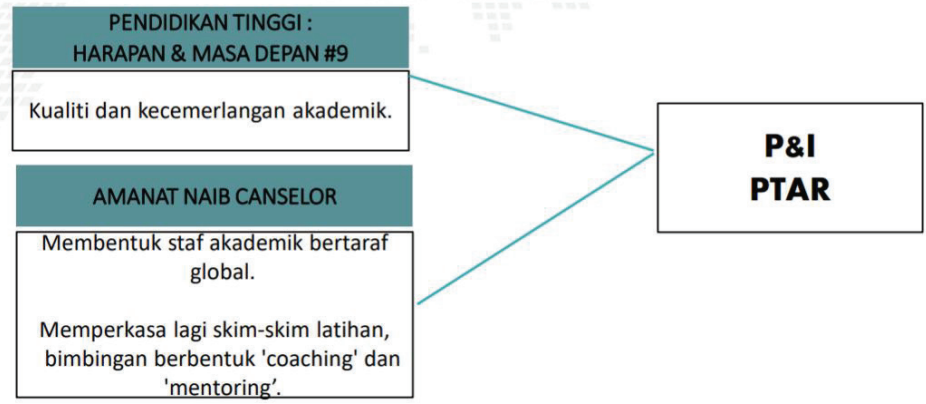 PENDIDIKAN TINGGI :
HARAPAN & MASA DEPAN #9
Kualiti dan kecemerlangan akademik.
AMANAT NAIB CANSELOR
Membentuk staf akademik bertaraf
global.
Memperkasa lagi skim-skim latihan,
bimbingan berbentuk 'coaching' dan
'mentoring’.
P&I
PTAR